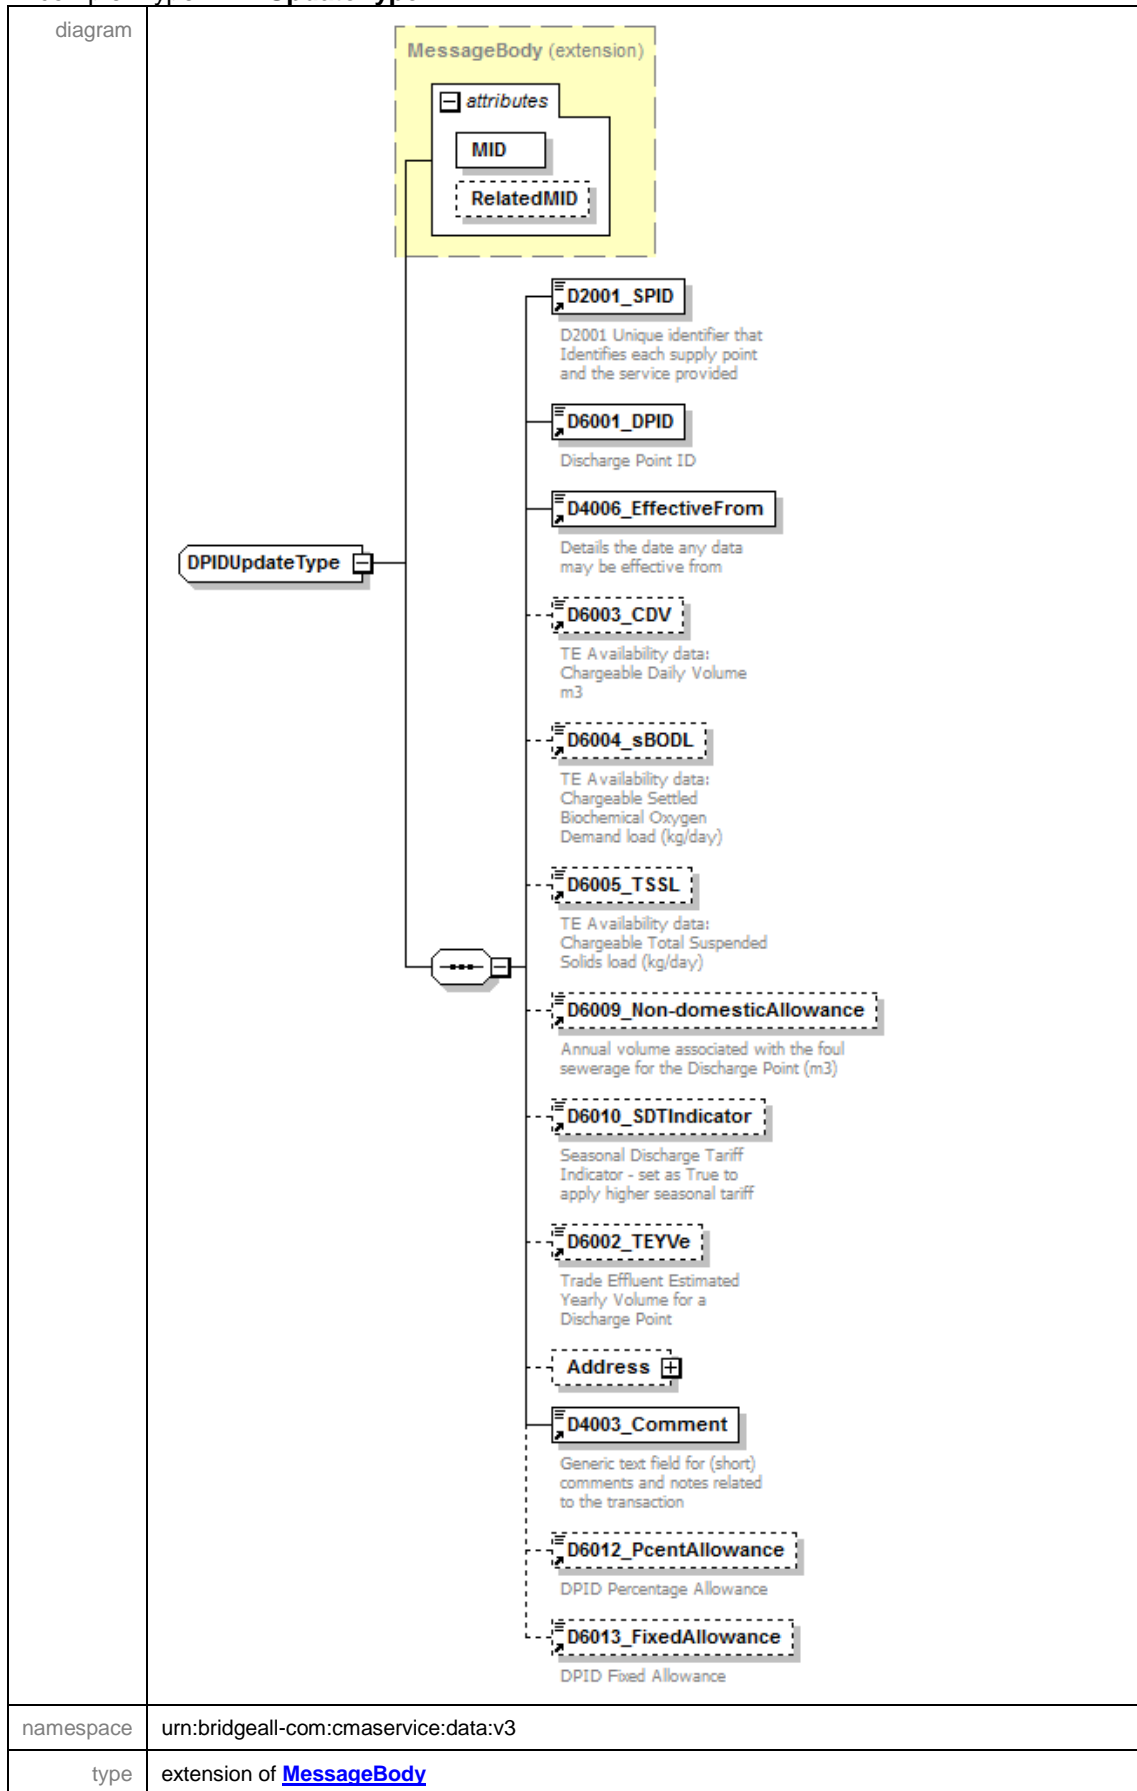 diagram
MessageBody (extension)
attributes
MID
RelatedMID
D2001_SPID
D2001 Unique identifier that
Identifies each supply point
and the service provided
D6001_DPID
Discharge Point ID
D4006_EffectiveFrom
Details the date any data
may be effective from
DPIDUpdateType
D6003_CDV
TE Availability data:
Chargeable Daily Volume
m3
D6004_sBODL
TE Availability data:
Chargeable Settled
Biochemical Oxygen
Demand load (kg/day)
D6005_TSSL
TE Availability data:
Chargeable Total Suspended
Solids load (kg/day)
D6009_Non-domesticAllowance
Annual volume associated with the foul
sewerage for the Discharge Point (m3)
D6010_SDTIndicator
Seasonal Discharge Tariff
Indicator - set as True to
apply higher seasonal tariff
D6002_TEYVe
Trade Effluent Estimated
Yearly Volume for a
Discharge Point
Address
D4003_Comment
Generic text field for (short)
comments and notes related
to the transaction
D6012_PcentAllowance
DPID Percentage Allowance
D6013_FixedAllowance
DPID Fixed Allowance
namespace urn:bridgeall-com:cmaservice:data:v3
type extension of MessageBody